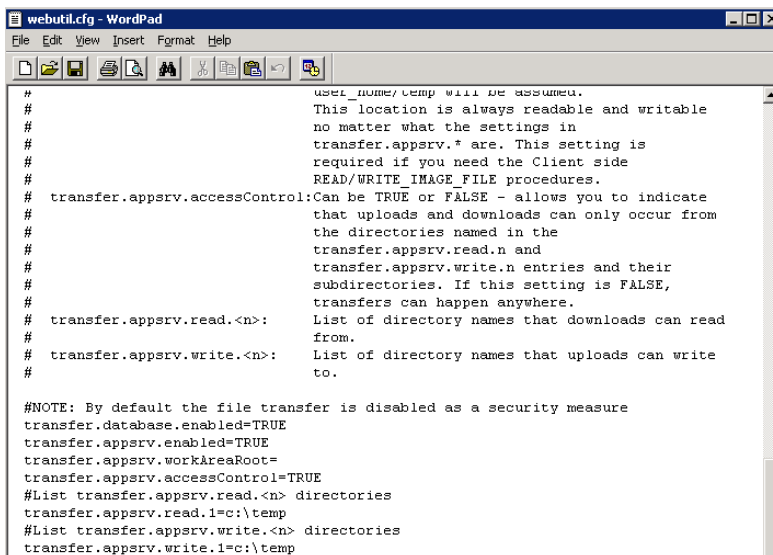 webutil.cfg - WordPad
File Edit View Insert Format Help
# user_home/temp will be assumed.
# This location is always readable and writable
# no matter what the settings in
# transfer.appsrv.* are. This setting is
# required if you need the Client side
# READ/WRITE_IMAGE_FILE procedures.
# transfer.appsrv.accessControl:Can be TRUE or FALSE - allows you to indicate
# that uploads and downloads can only occur from
# the directories named in the
# transfer.appsrv.read.n and
# transfer.appsrv.write.n entries and their
# subdirectories. If this setting is FALSE,
# transfers can happen anywhere.
# transfer.appsrv.read.<n>: List of directory names that downloads can read
# from.
# transfer.appsrv.write.<n>: List of directory names that uploads can write
# to.
#NOTE: By default the file transfer is disabled as a security measure
transfer.database.enabled=TRUE
transfer.appsrv.enabled=TRUE
transfer.appsrv.workAreaRoot=
transfer.appsrv.accessControl=TRUE
#List transfer.appsrv.read.<n> directories
transfer.appsrv.read.1=c:\temp
#List transfer.appsrv.write.<n> directories
transfer.appsrv.write.1=c:\temp